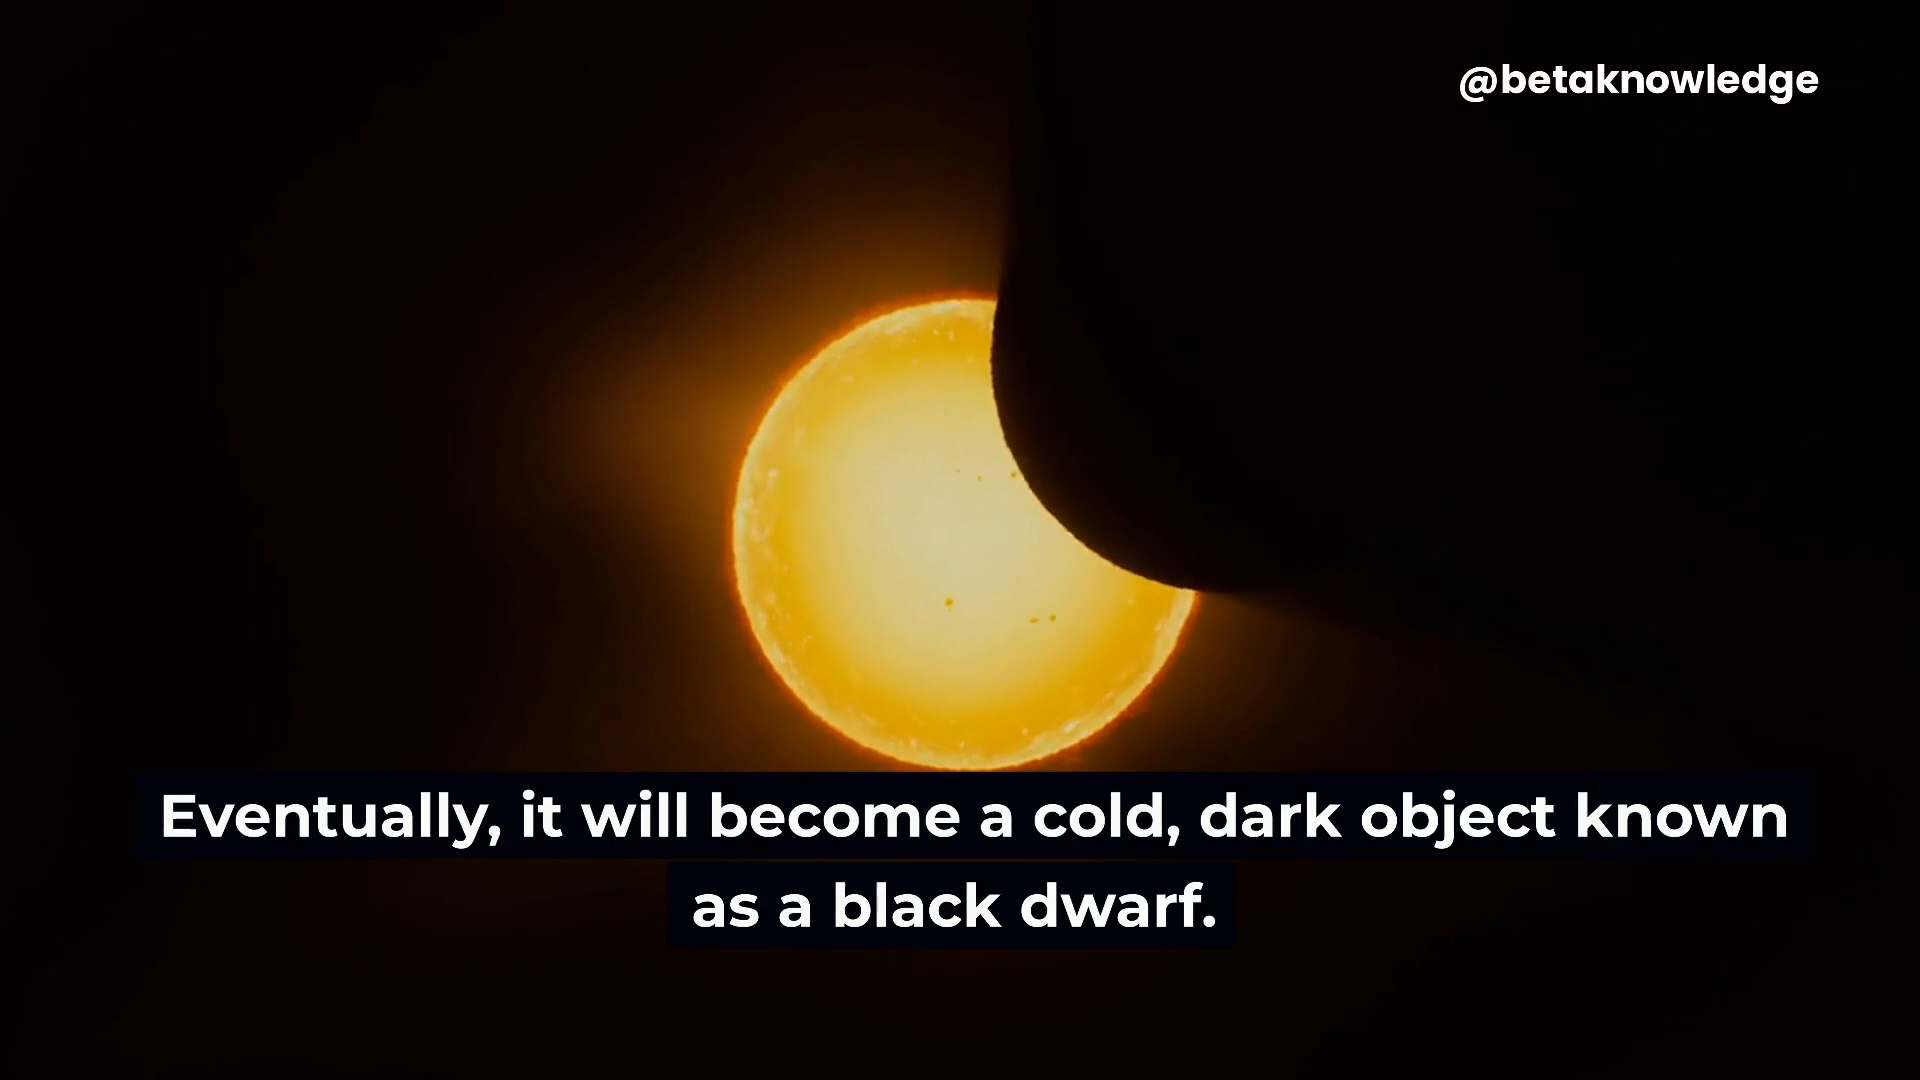 @betaknowledge
Eventually, it will become a cold, dark object known
as a black dwarf.